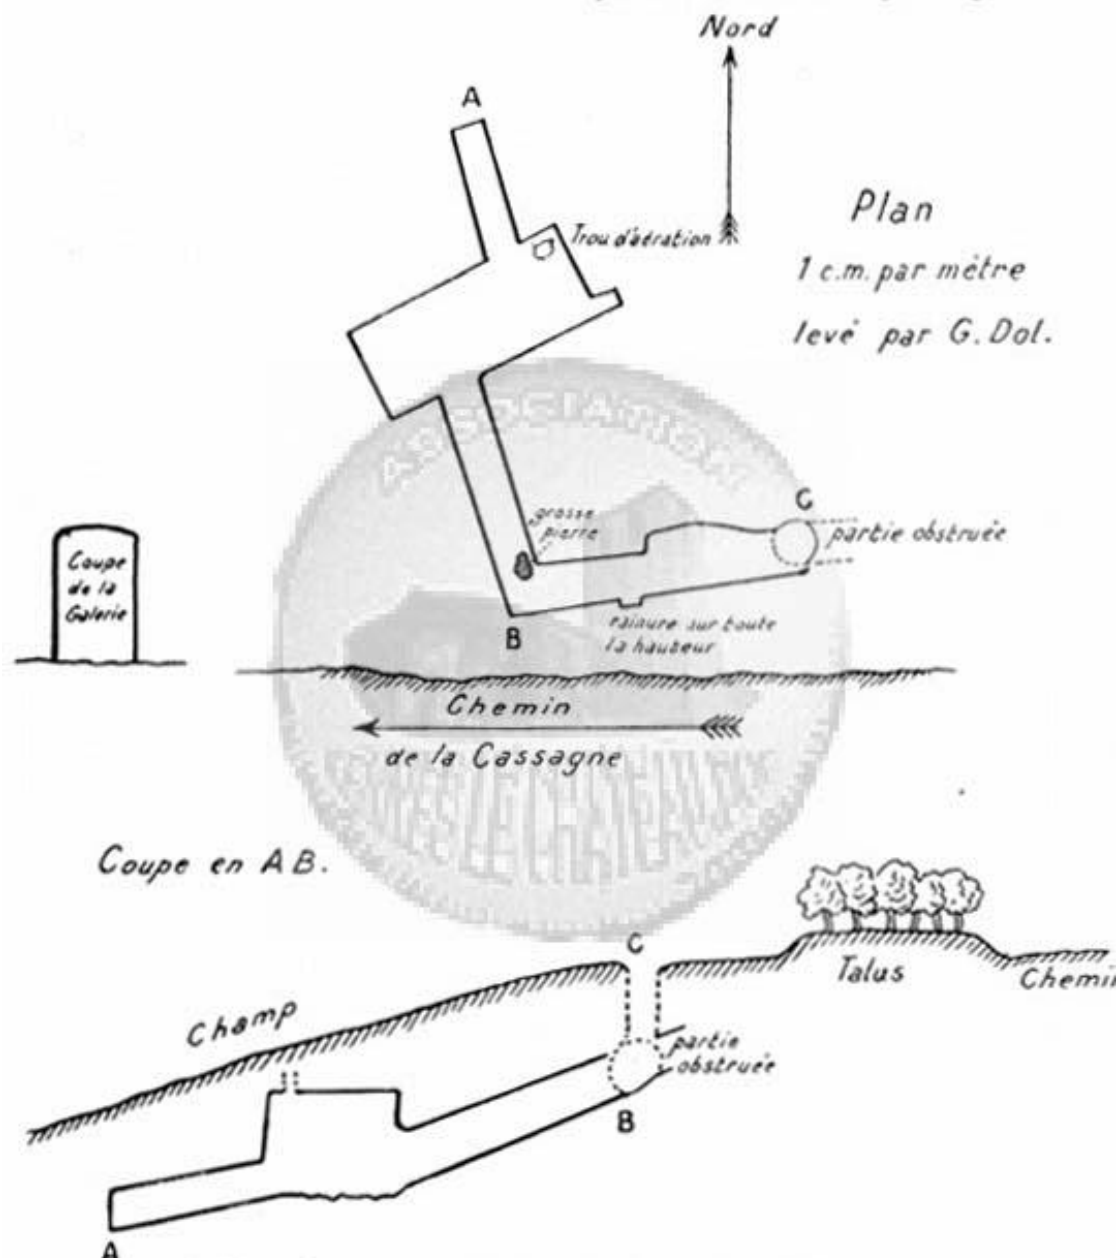 Nord
A
Trou d'aération
Plan
1 c.m. par mètre
levé par G. Dol.
ASSOCIATION
C
grosse
pierre
partie obstruée
Coupe
de la
Galerie
B
rainure sur toute
la hauteur
Chemin
de la Cassagne
Coupe en AB.
C
Talus
Chemin
Champ
partie
obstruée
B
A